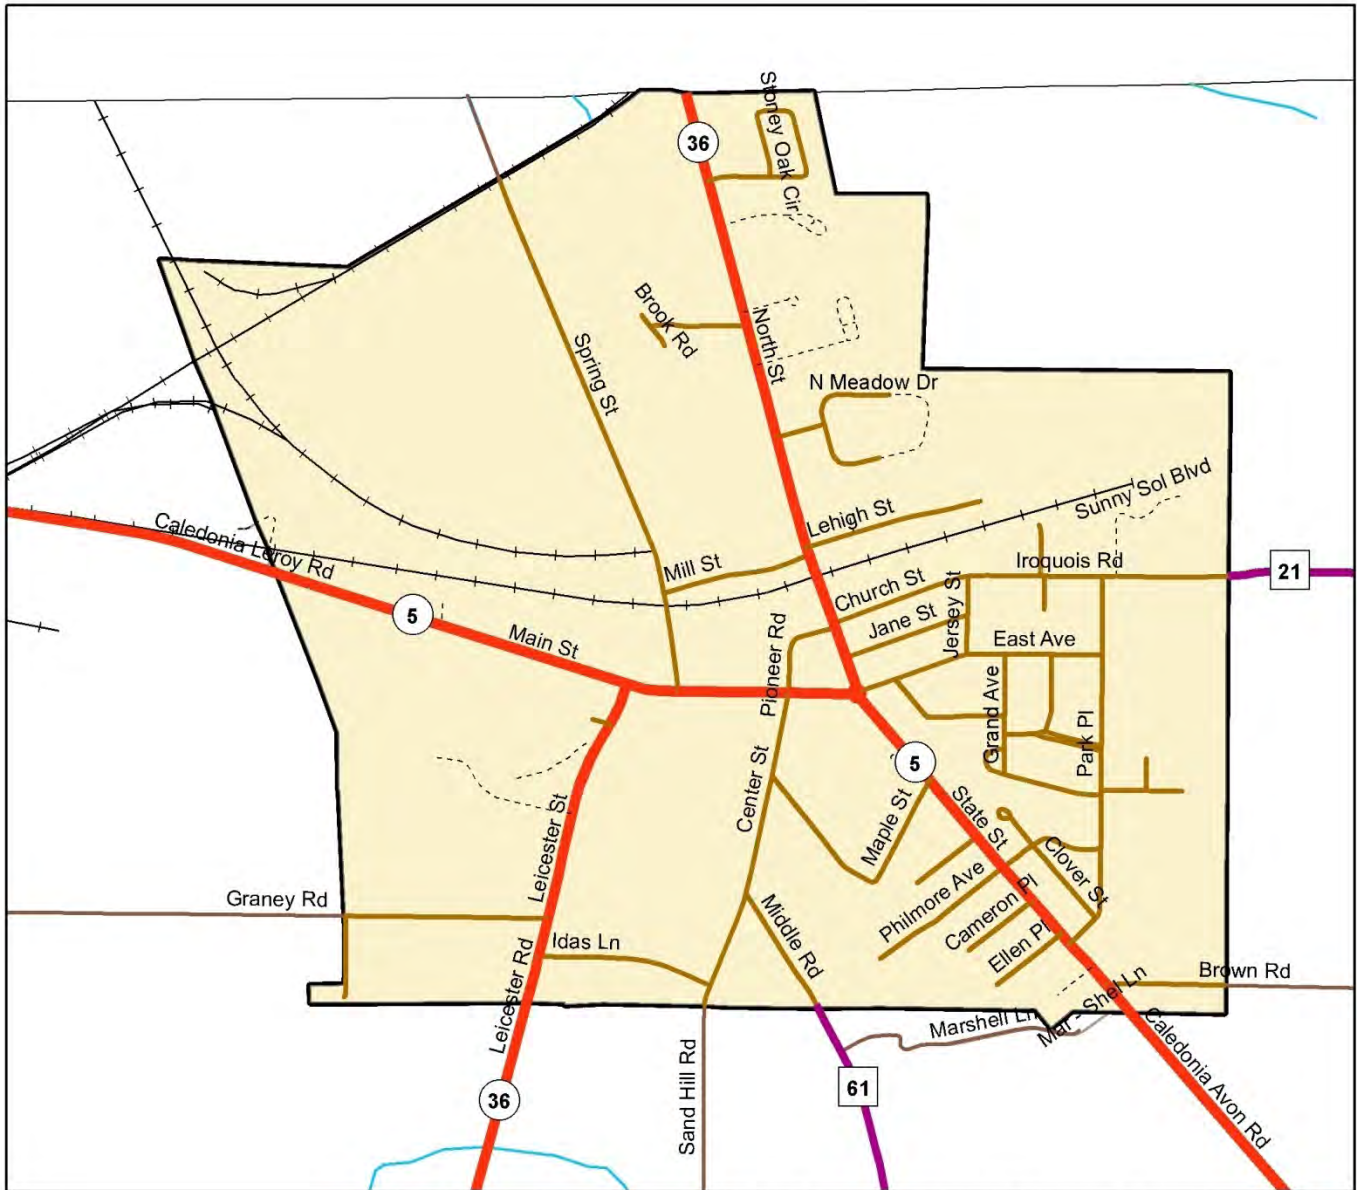 Stoney Oak Cir
36
Brook Rd
North St
Spring St
N Meadow Dr
Sunny Sol Blvd
Lehigh St
Caledonia Leroy Rd
Mill St
Iroquois Rd
21
Church St
5
Jane St
Jersey St
Main St
Pioneer Rd
East Ave
Grand Ave
Park Pl
5
Center St
State St
Maple St
Leicester St
Clover St
Graney Rd
Philmore Ave
Cameron Pl
Middle Rd
Idas Ln
Ellen Pl
Leicester Rd
Brown Rd
Mar - Shel Ln
Marshell Ln
Caledonia Avon Rd
Sand Hill Rd
61
36